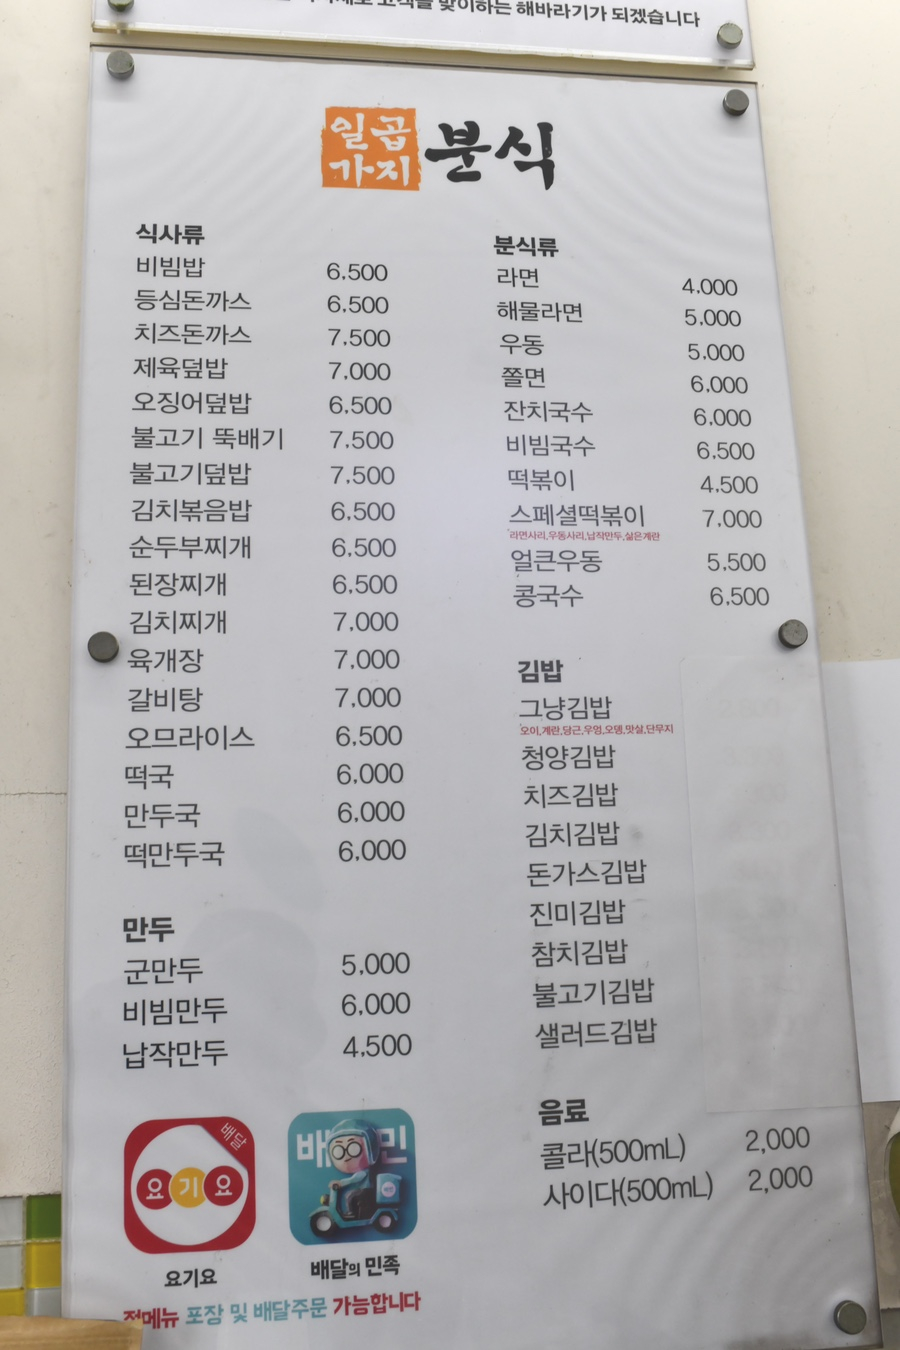 고객을 맞이하는 해바라기가 되겠습니다
일곱
가지
분식
식사류
비빔밥 6.500
등심돈까스 6.500
치즈돈까스 7.500
제육덮밥 7.000
오징어덮밥 6.500
불고기 뚝배기 7.500
불고기덮밥 7.500
김치볶음밥 6.500
순두부찌개 6.500
된장찌개 6.500
김치찌개 7.000
육개장 7.000
갈비탕 7.000
오므라이스 6.500
떡국 6.000
만두국 6.000
떡만두국 6.000
만두
군만두 5.000
비빔만두 6.000
납작만두 4.500
배달
요기요
배 민
요기요
배달의 민족
전메뉴 포장 및 배달주문 가능합니다
분식류
라면 4.000
해물라면 5.000
우동 5.000
쫄면 6.000
잔치국수 6.000
비빔국수 6.500
떡볶이 4.500
스페셜떡볶이 7.000
라면사리,우동사리,납작만두,삶은계란
얼큰우동 5.500
콩국수 6.500
김밥
그냥김밥
오이,계란,당근,우엉,오뎅,맛살,단무지
청양김밥
치즈김밥
김치김밥
돈가스김밥
진미김밥
참치김밥
불고기김밥
샐러드김밥
음료
콜라(500mL) 2,000
사이다(500mL) 2,000